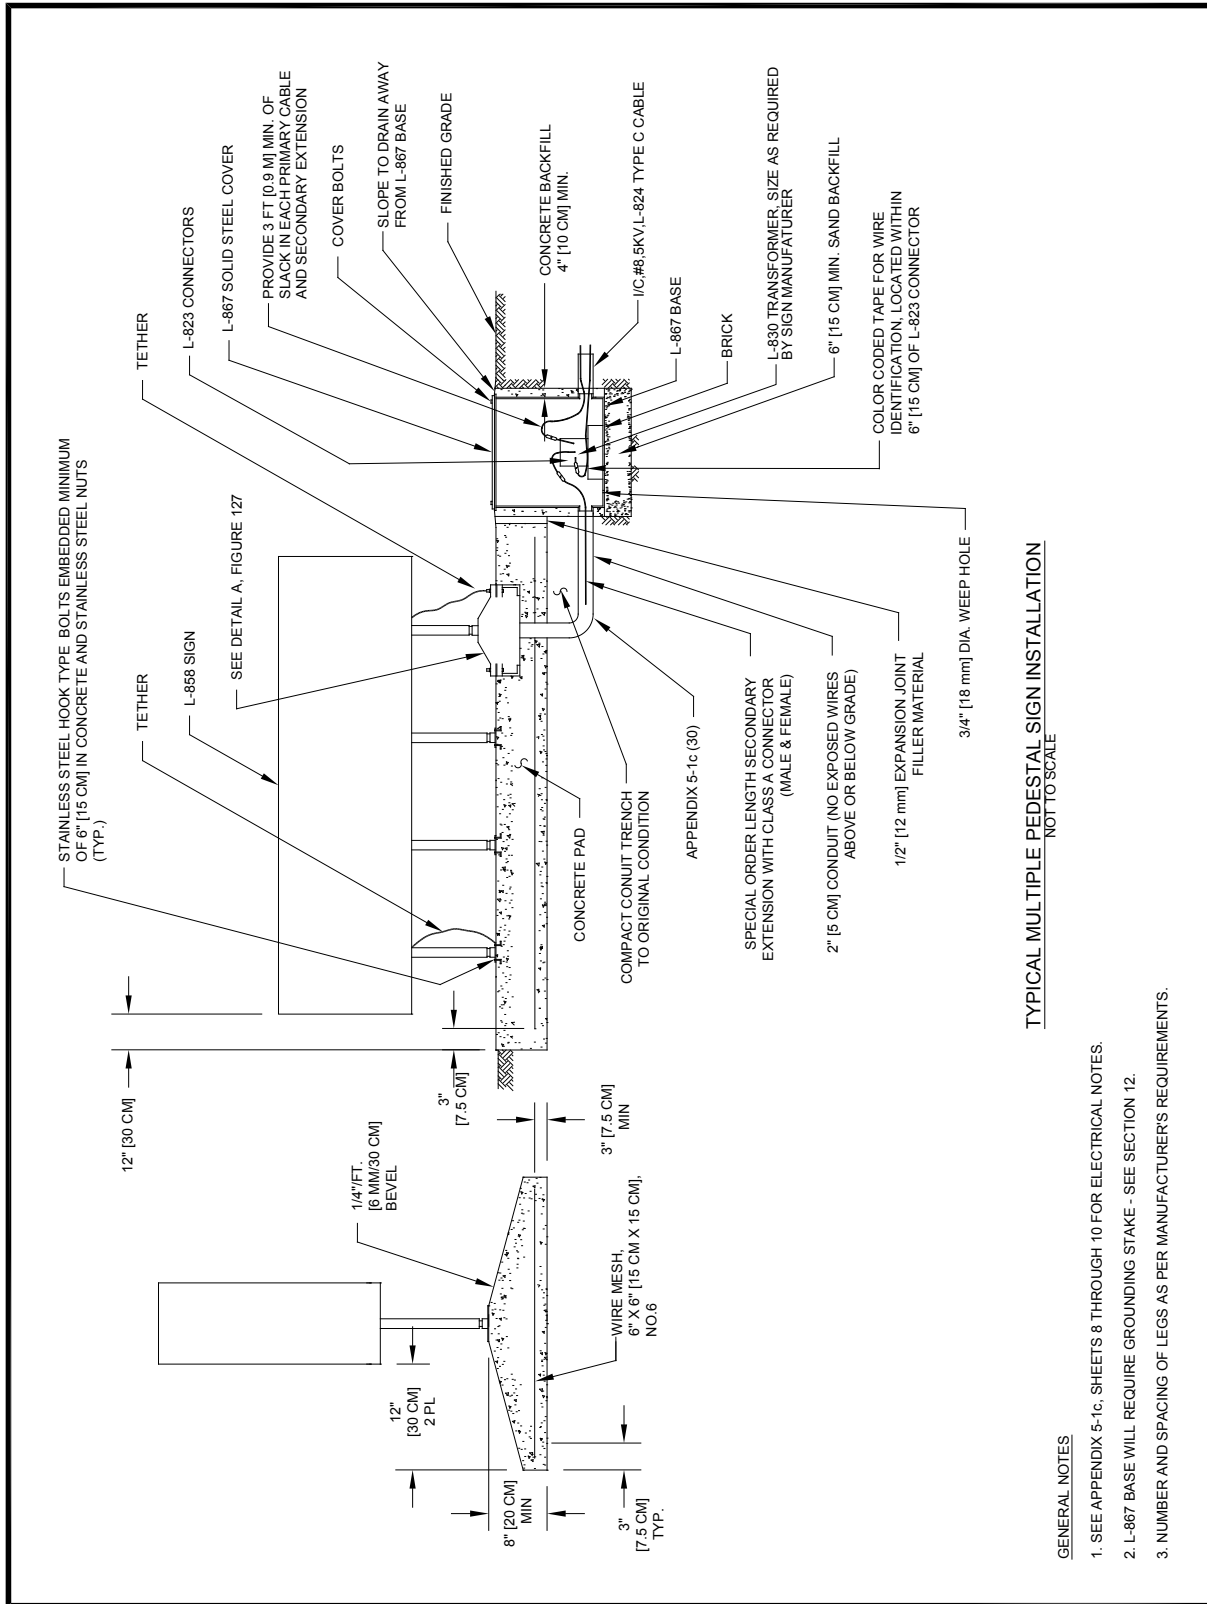 STAINLESS STEEL HOOK TYPE BOLTS EMBEDDED MINIMUM
OF 6" [15 CM] IN CONCRETE AND STAINLESS STEEL NUTS
(TYP.)
TETHER
L-858 SIGN
SEE DETAIL A, FIGURE 127
TETHER
L-823 CONNECTORS
L-867 SOLID STEEL COVER
PROVIDE 3 FT [0.9 M] MIN. OF
SLACK IN EACH PRIMARY CABLE
AND SECONDARY EXTENSION
COVER BOLTS
SLOPE TO DRAIN AWAY
FROM L-867 BASE
FINISHED GRADE
CONCRETE BACKFILL
4" [10 CM] MIN.
I/C,#8,5KV,L-824 TYPE C CABLE
L-867 BASE
BRICK
L-830 TRANSFORMER, SIZE AS REQUIRED
BY SIGN MANUFATURER
6" [15 CM] MIN. SAND BACKFILL
COLOR CODED TAPE FOR WIRE
IDENTIFICATION, LOCATED WITHIN
6" [15 CM] OF L-823 CONNECTOR
12" [30 CM]
3"
[7.5 CM]
CONCRETE PAD
COMPACT CONUIT TRENCH
TO ORIGINAL CONDITION
APPENDIX 5-1c (30)
SPECIAL ORDER LENGTH SECONDARY
EXTENSION WITH CLASS A CONNECTOR
(MALE & FEMALE)
2" [5 CM] CONDUIT (NO EXPOSED WIRES
ABOVE OR BELOW GRADE)
1/2" [12 mm] EXPANSION JOINT
FILLER MATERIAL
3/4" [18 mm] DIA. WEEP HOLE
1/4"/FT.
[6 MM/30 CM]
BEVEL
3" [7.5 CM]
MIN
12"
[30 CM]
2 PL
WIRE MESH,
6" X 6" [15 CM X 15 CM],
NO.6
8" [20 CM]
MIN
3"
[7.5 CM]
TYP.
TYPICAL MULTIPLE PEDESTAL SIGN INSTALLATION
NOT TO SCALE
GENERAL NOTES
1. SEE APPENDIX 5-1c, SHEETS 8 THROUGH 10 FOR ELECTRICAL NOTES.
2. L-867 BASE WILL REQUIRE GROUNDING STAKE - SEE SECTION 12.
3. NUMBER AND SPACING OF LEGS AS PER MANUFACTURER'S REQUIREMENTS.